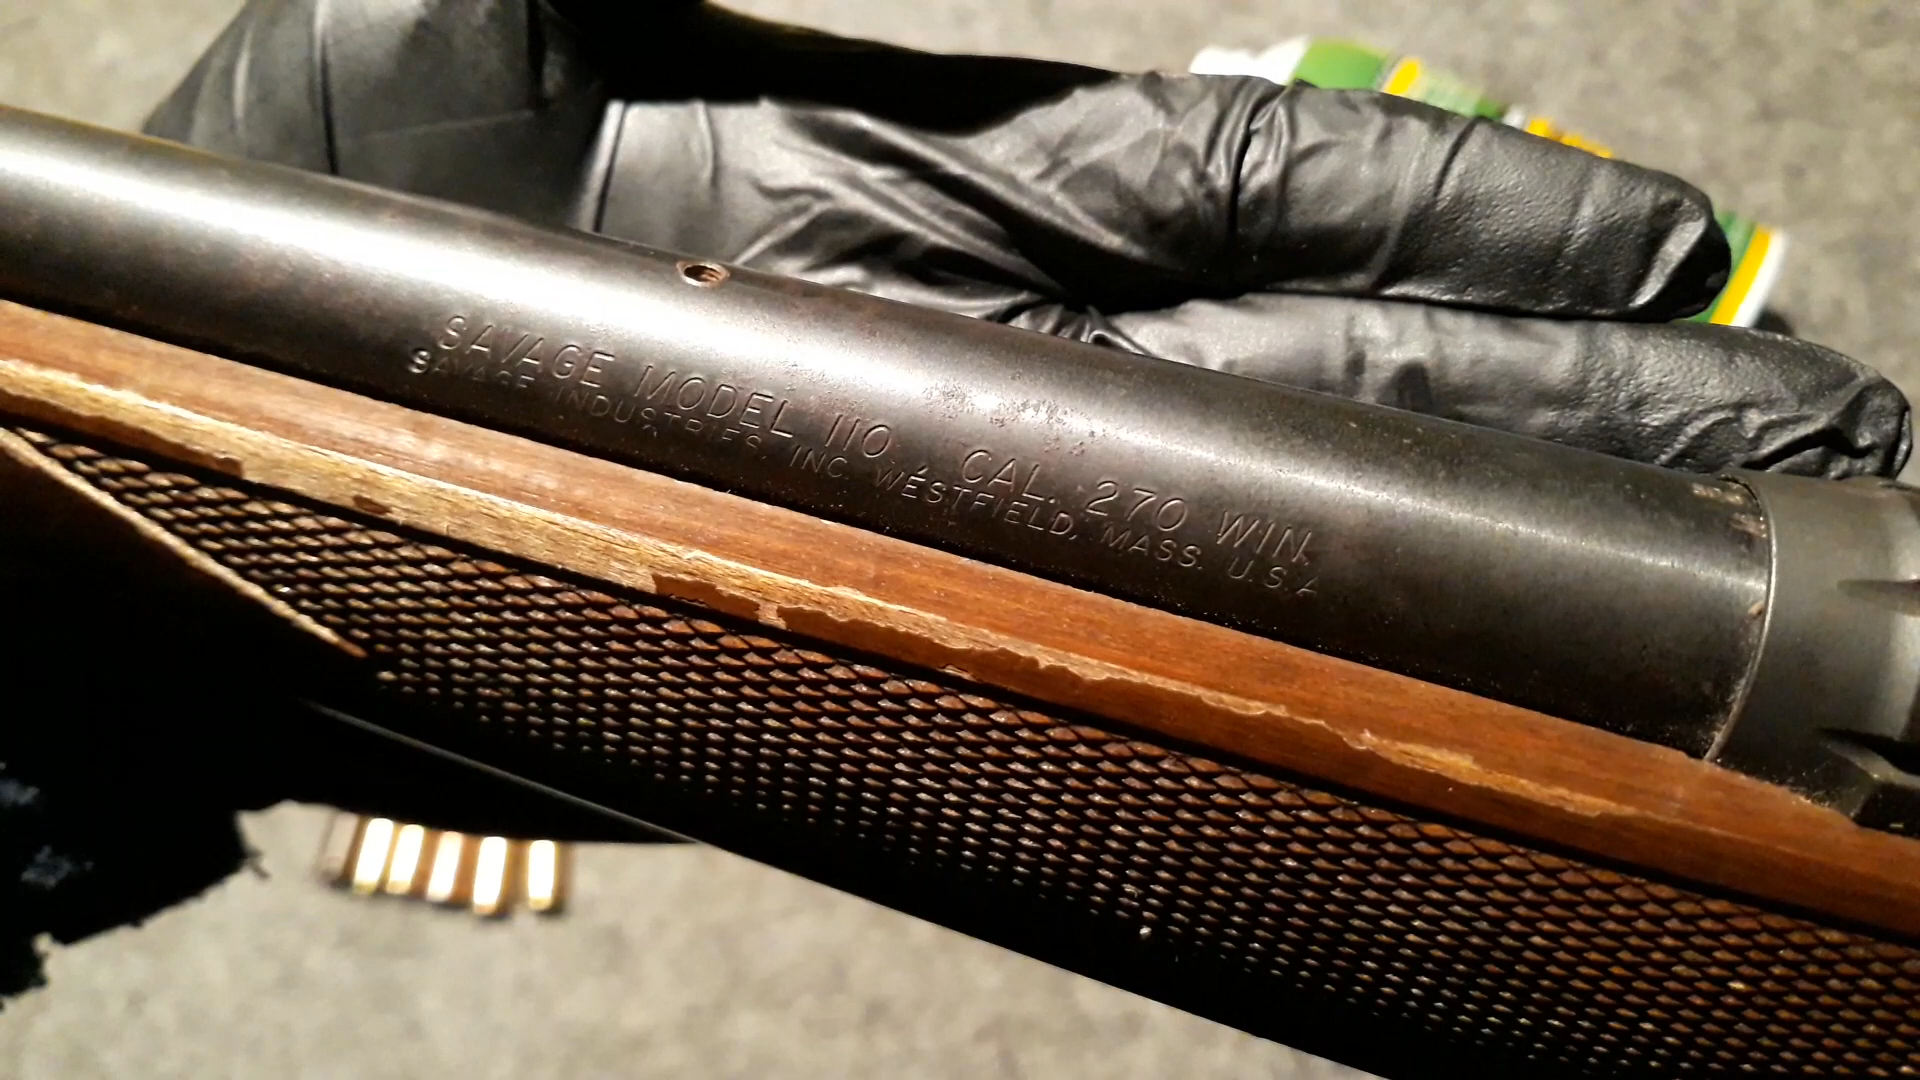 SAVAGE MODEL 110, CAL. 270 WIN.
SAVAGE INDUSTRIES, INC. WESTFIELD, MASS. U.S.A